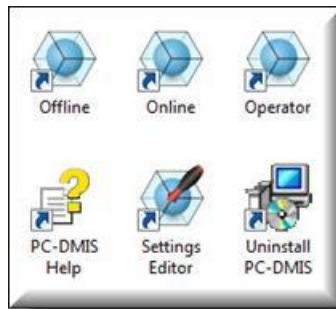 Offline Online Operator
PC-DMIS Help Settings Editor Uninstall PC-DMIS